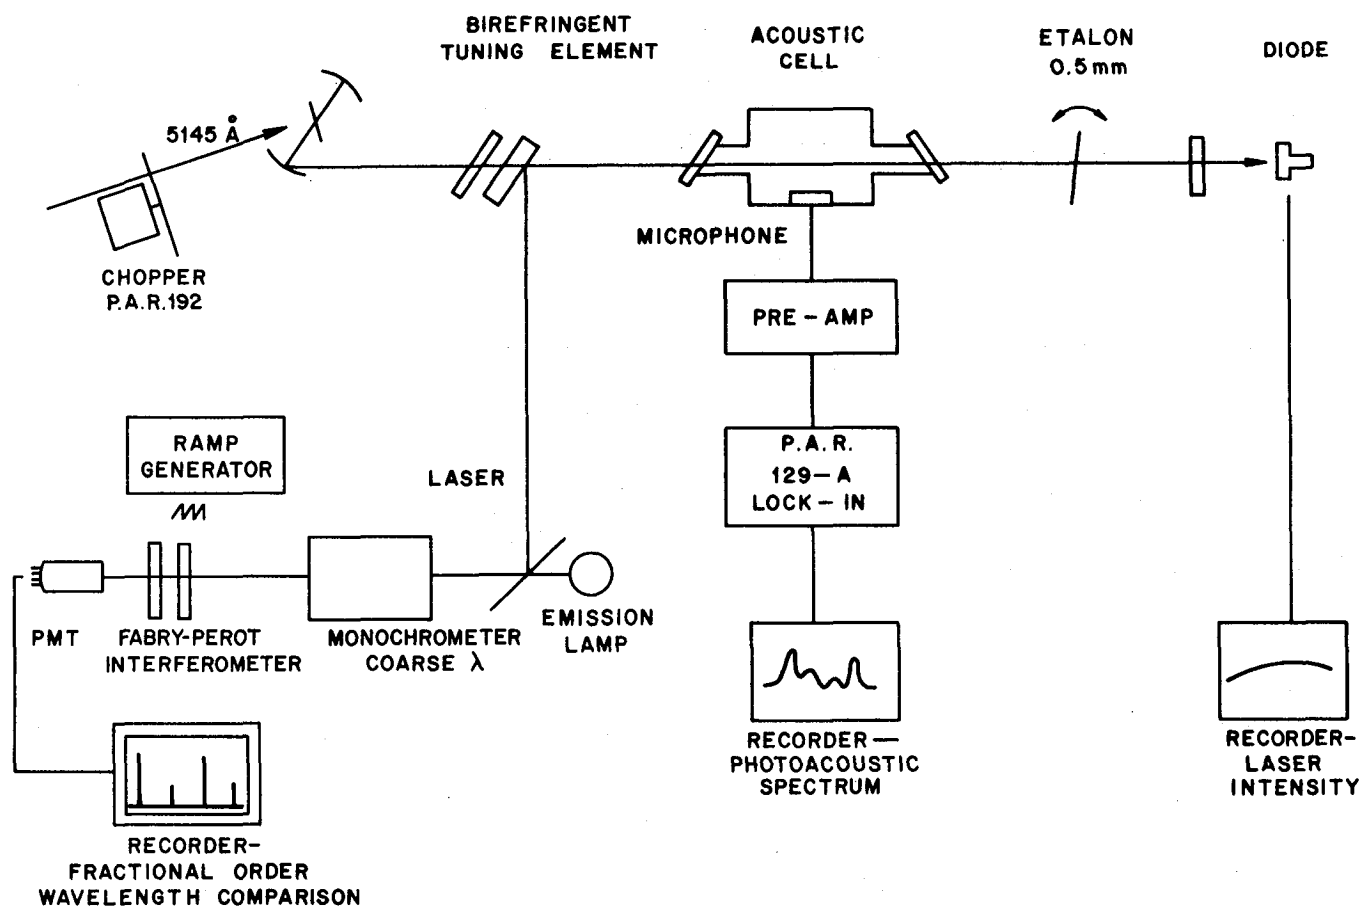 BIREFRINGENT
TUNING ELEMENT
ACOUSTIC
CELL
ETALON
0.5mm
DIODE
5145 Å
CHOPPER
P.A.R.192
MICROPHONE
PRE-AMP
P.A.R.
129-A
LOCK-IN
RAMP
GENERATOR
LASER
PMT
FABRY-PEROT
INTERFEROMETER
MONOCHROMETER
COARSE λ
EMISSION
LAMP
RECORDER—
PHOTOACOUSTIC
SPECTRUM
RECORDER-
LASER
INTENSITY
RECORDER-
FRACTIONAL ORDER
WAVELENGTH COMPARISON